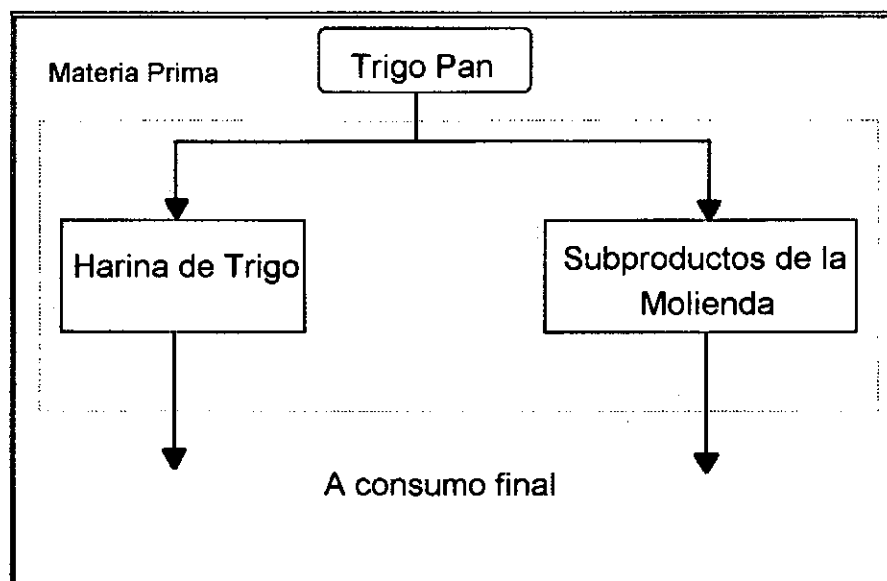 Trigo Pan
Materia Prima
Harina de Trigo
Subproductos de la
Molienda
A consumo final